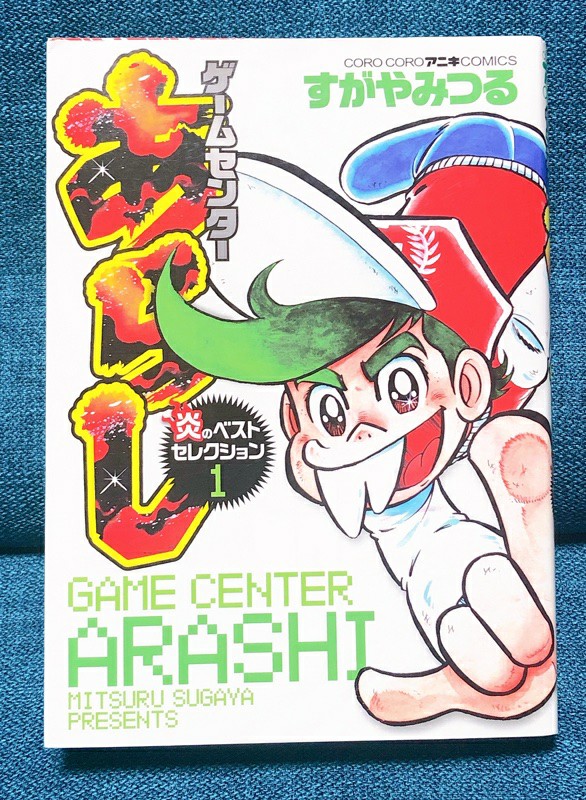 CORO CORO アニキ COMICS
すがやみつる
ゲームセンター
あらし
炎のベスト
セレクション
1
GAME CENTER
ARASHI
MITSURU SUGAYA
PRESENTS